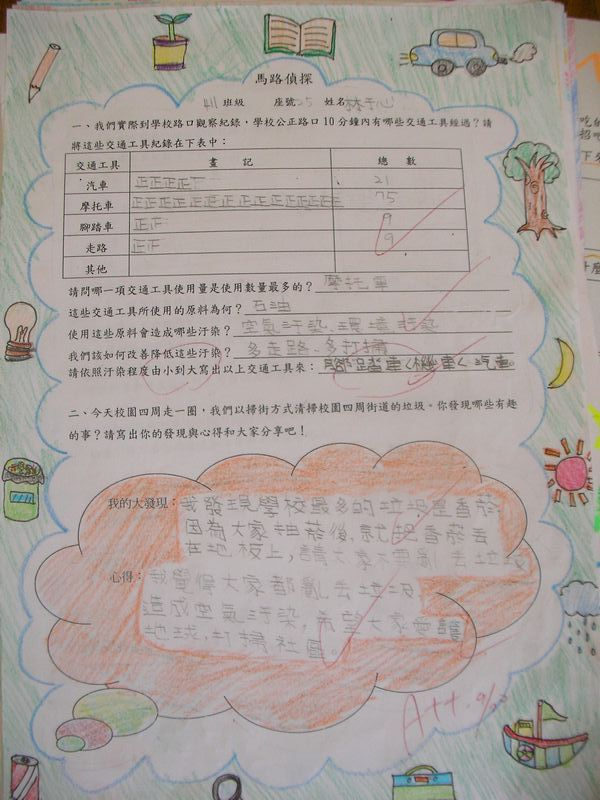 馬路偵探
411 班級 座號 25 姓名 林于心
一、我們實際到學校路口觀察紀錄，學校公正路口 10 分鐘內有哪些交通工具經過？請
將這些交通工具紀錄在下表中：
交通工具 畫記 總數
汽車 正正正正 21
摩托車 正正正正正正正正正正正正正正正 75
腳踏車 正正 9
走路 正正 9
其他
請問哪一項交通工具使用量是使用數量最多的？摩托車
這些交通工具所使用的原料為何？石油
使用這些原料會造成哪些汙染？空氣汙染、環境汙染
我們該如何改善降低這些汙染？多走路、多打掃
請依照汙染程度由小到大寫出以上交通工具來：腳踏車<機車<汽車。
二、今天校園四周走一圈，我們以掃街方式清掃校園四周街道的垃圾。你發現哪些有趣
的事？請寫出你的發現與心得和大家分享吧！
我的大發現：我發現學校最多的垃圾是香菸
因為大家抽菸後，就把香菸丟
在地板上，請大家不要亂丟垃圾
心得：我覺得大家都亂丟垃圾
造成空氣汙染，希望大家愛護
地球，打掃社區。
A++ 9/20